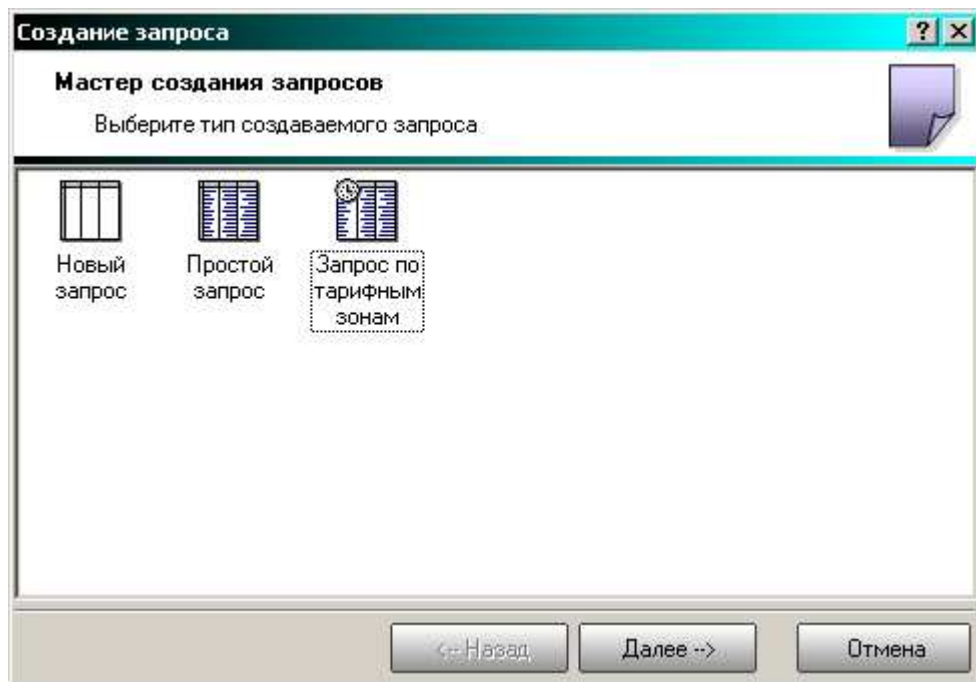 Создание запроса
Мастер создания запросов
Выберите тип создаваемого запроса
Новый
запрос
Простой
запрос
Запрос по
тарифным
зонам
<-- Назад
Далее -->
Отмена